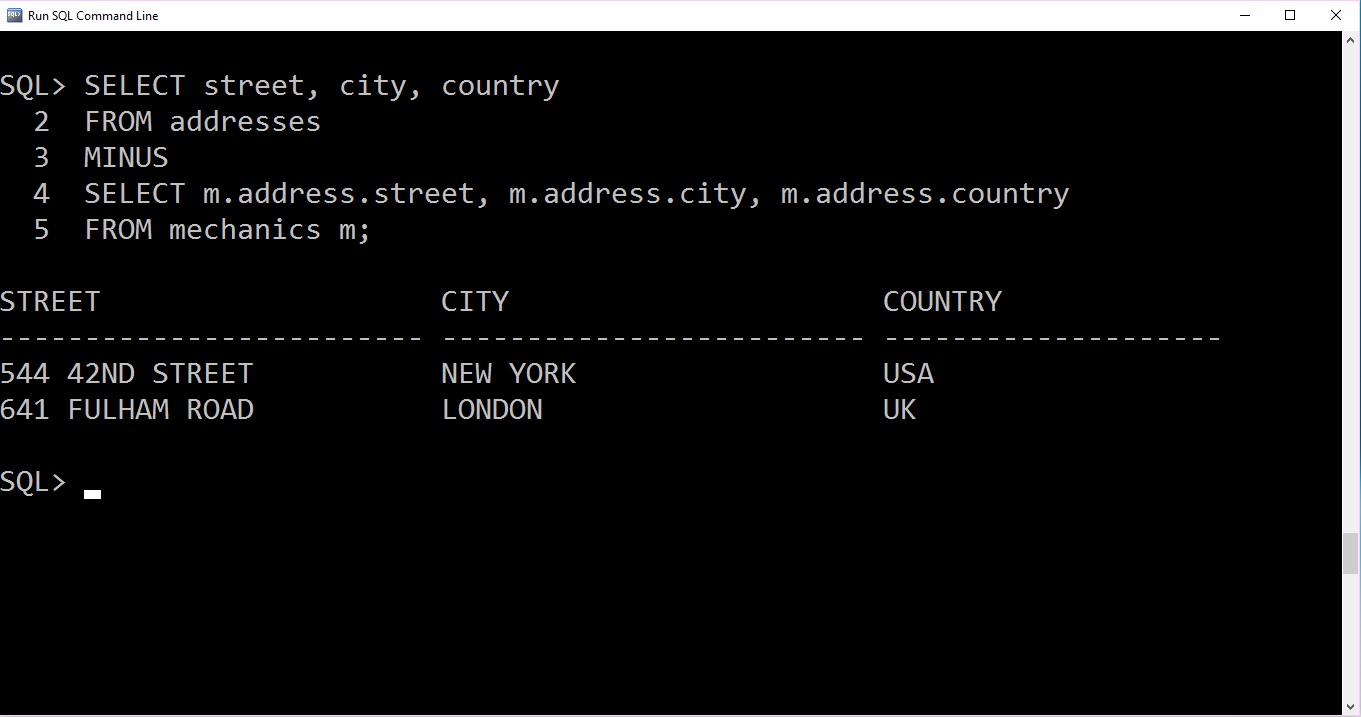 Run SQL Command Line
SQL> SELECT street, city, country
2 FROM addresses
3 MINUS
4 SELECT m.address.street, m.address.city, m.address.country
5 FROM mechanics m;
STREET CITY COUNTRY
------------------------- ------------------------- --------------------
544 42ND STREET NEW YORK USA
641 FULHAM ROAD LONDON UK
SQL>